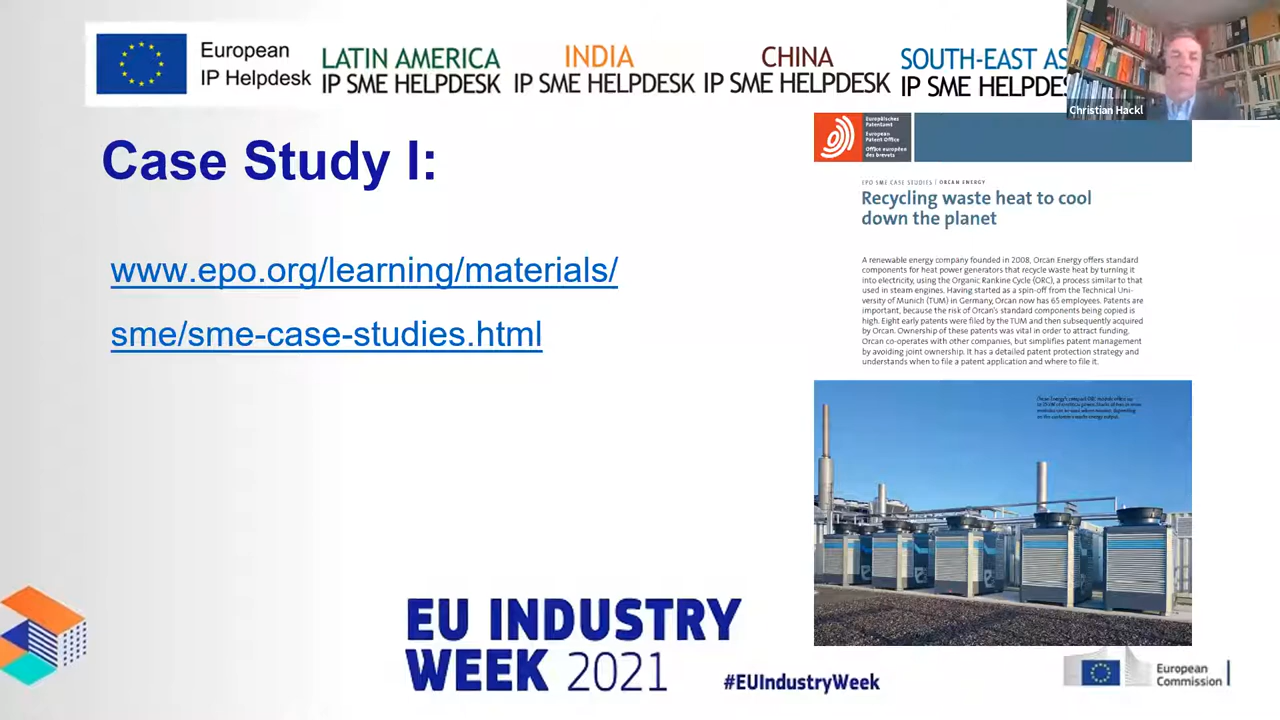 European
IP Helpdesk
LATIN AMERICA
IP SME HELPDESK
INDIA
IP SME HELPDESK
CHINA
IP SME HELPDESK
SOUTH-EAST AS
IP SME HELPDES
Christian Hackl
Case Study I:
www.epo.org/learning/materials/
sme/sme-case-studies.html
Europäisches
Patentamt
European
Patent Office
Office européen
des brevets
EPO SME CASE STUDIES | ORCAN ENERGY
Recycling waste heat to cool
down the planet
A renewable energy company founded in 2008, Orcan Energy offers standard
components for heat power generators that recycle waste heat by turning it
into electricity, using the Organic Rankine Cycle (ORC), a process similar to that
used in steam engines. Having started as a spin-off from the Technical Uni-
versity of Munich (TUM) in Germany, Orcan now has 65 employees. Patents are
important, because the risk of Orcan's standard components being copied is
high. Eight early patents were filed by the TUM and then subsequently acquired
by Orcan. Ownership of these patents was vital in order to attract funding.
Orcan co-operates with other companies, but simplifies patent management
by avoiding joint ownership. It has a detailed patent protection strategy and
understands when to file a patent application and where to file it.
EU INDUSTRY
WEEK 2021
#EUIndustryWeek
European
Commission